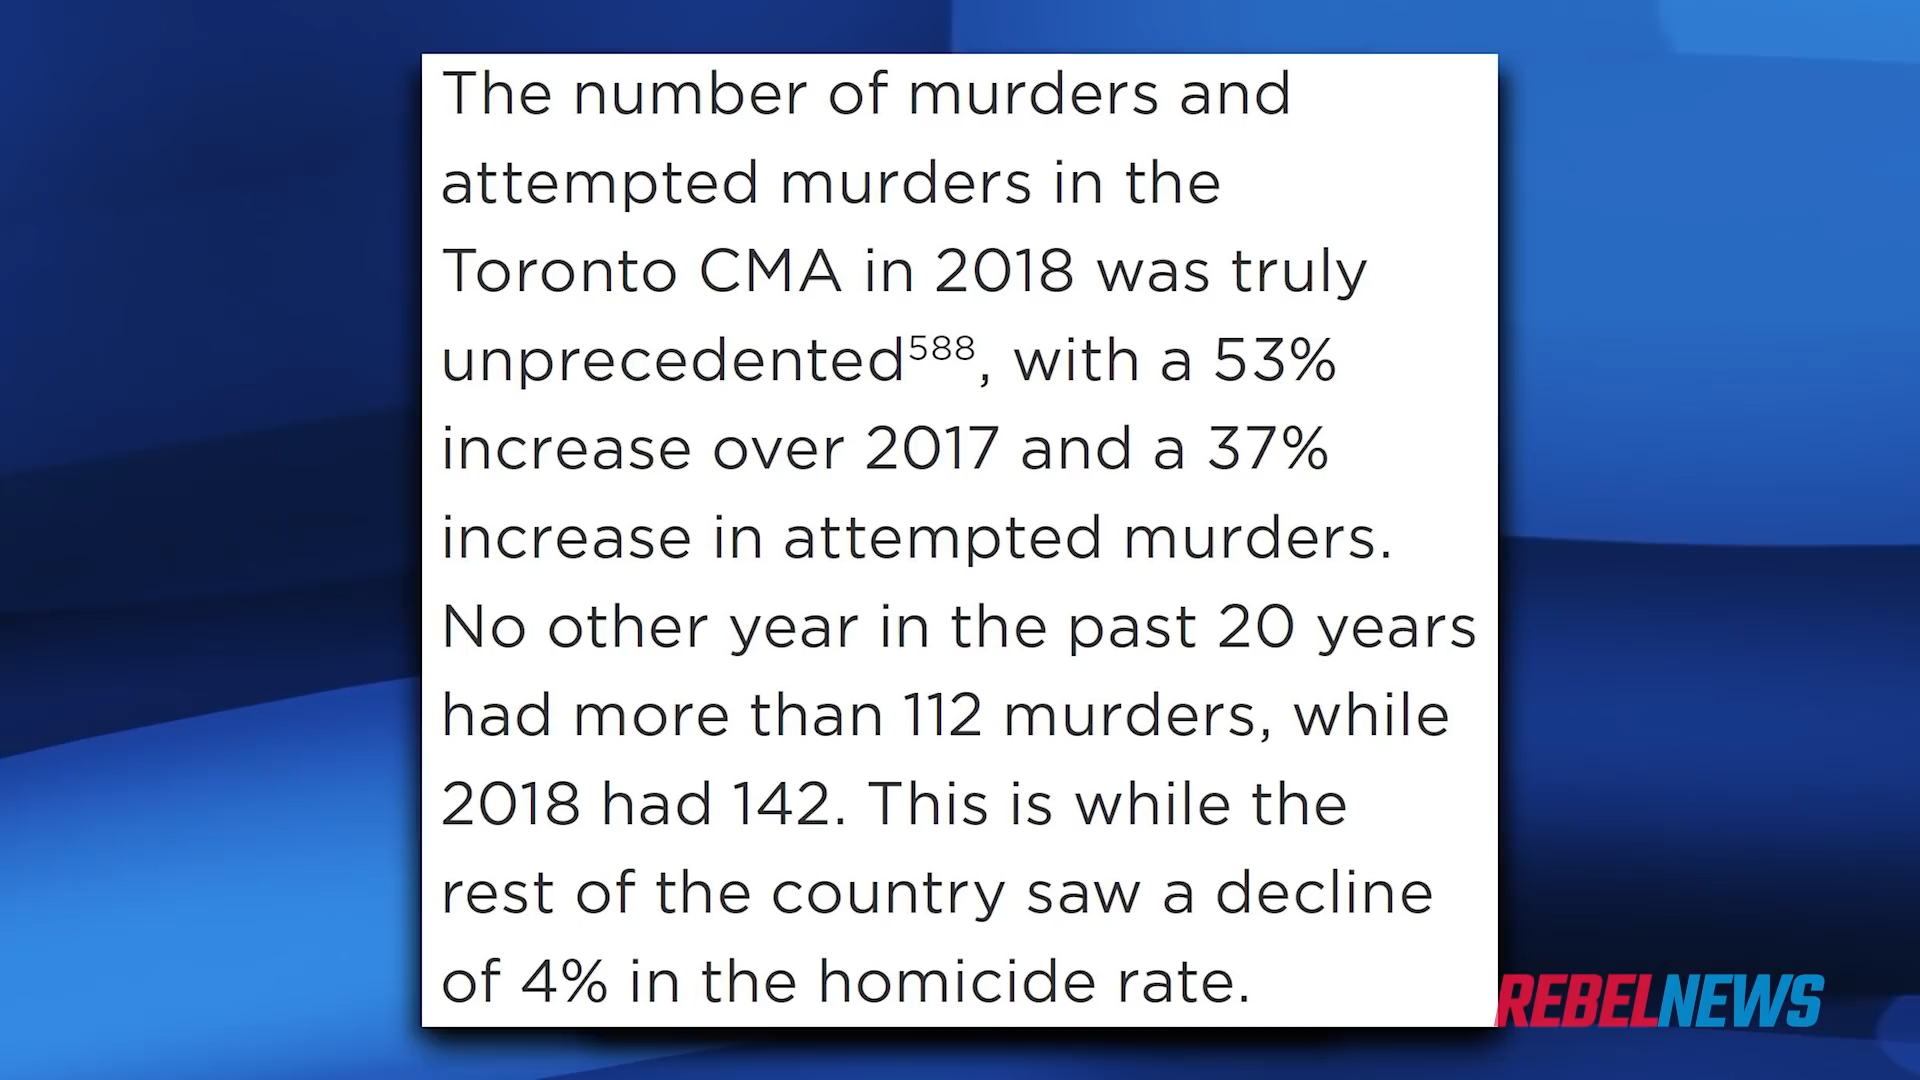 The number of murders and
attempted murders in the
Toronto CMA in 2018 was truly
unprecedented⁵⁸⁸, with a 53%
increase over 2017 and a 37%
increase in attempted murders.
No other year in the past 20 years
had more than 112 murders, while
2018 had 142. This is while the
rest of the country saw a decline
of 4% in the homicide rate.
REBELNEWS